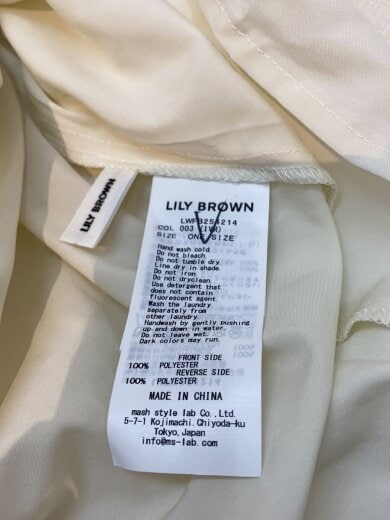 LILY BROWN
LILY BRØWN
LWFB254214
COL 003 (IVR)
SIZE ONE SIZE
Hand wash cold.
Do not bleach.
Do not tumble dry.
Line dry in shade.
Do not iron.
Do not dryclean.
Use detergent that
does not contain
fluorescent agent.
Wash the laundry
separately from
other laundry.
Handwash by gently pushing
up and down in water.
Do not leave wet.
Dark colors may run.
FRONT SIDE
100% POLYESTER
REVERSE SIDE
100% POLYESTER
MADE IN CHINA
mash style lab Co.,Ltd.
5-7-1 Kojimachi, Chiyoda-ku
Tokyo,Japan
info@ms-lab.com